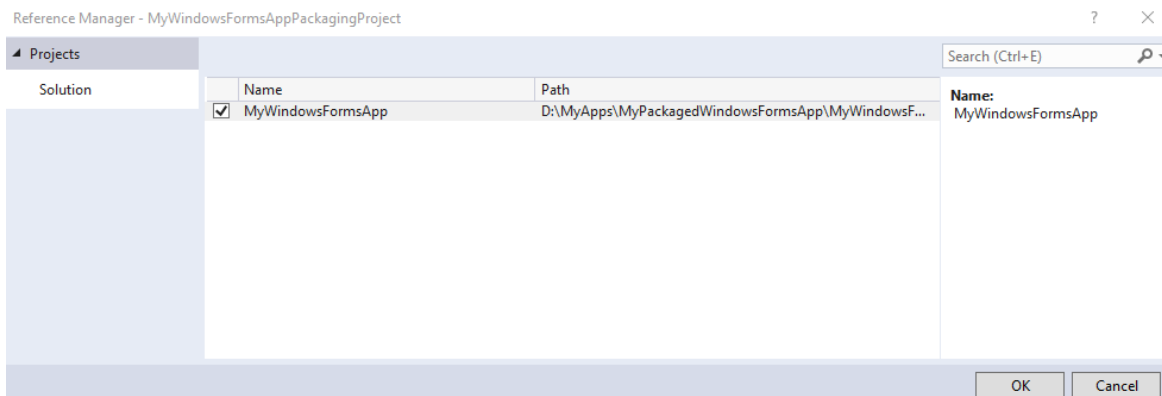 Reference Manager - MyWindowsFormsAppPackagingProject ? ×
Projects
Search (Ctrl+E)
Solution
Name Path
MyWindowsFormsApp D:\MyApps\MyPackagedWindowsFormsApp\MyWindowsF...
Name:
MyWindowsFormsApp
OK Cancel